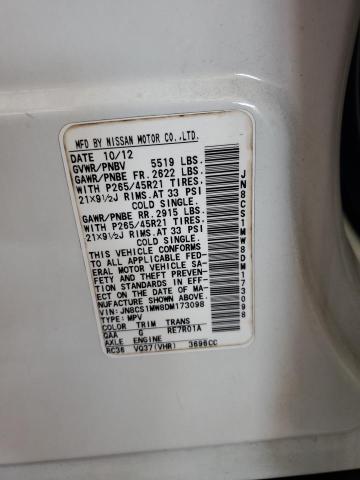 MFD BY NISSAN MOTOR CO.,LTD.
DATE 10/12
GVWR/PNBV 5519 LBS.
GAWR/PNBE FR. 2622 LBS.
WITH P265/45R21 TIRES.
21X9½J RIMS.AT 33 PSI
COLD SINGLE.
GAWR/PNBE RR. 2915 LBS.
WITH P265/45R21 TIRES.
21X9½J RIMS.AT 33 PSI
COLD SINGLE.
THIS VEHICLE CONFORMS
TO ALL APPLICABLE FED-
ERAL MOTOR VEHICLE SA-
FETY AND THEFT PREVEN-
TION STANDARDS IN EFF-
ECT ON THE DATE OF MA-
NUFACTURE SHOWN ABOVE.
VIN:JN8CS1MW8DM173098
TYPE:MPV
COLOR TRIM TRANS
QAA G RE7R01A
AXLE ENGINE
RC36 VQ37(VHR) 3696CC
JN8CS1MW8DM173098